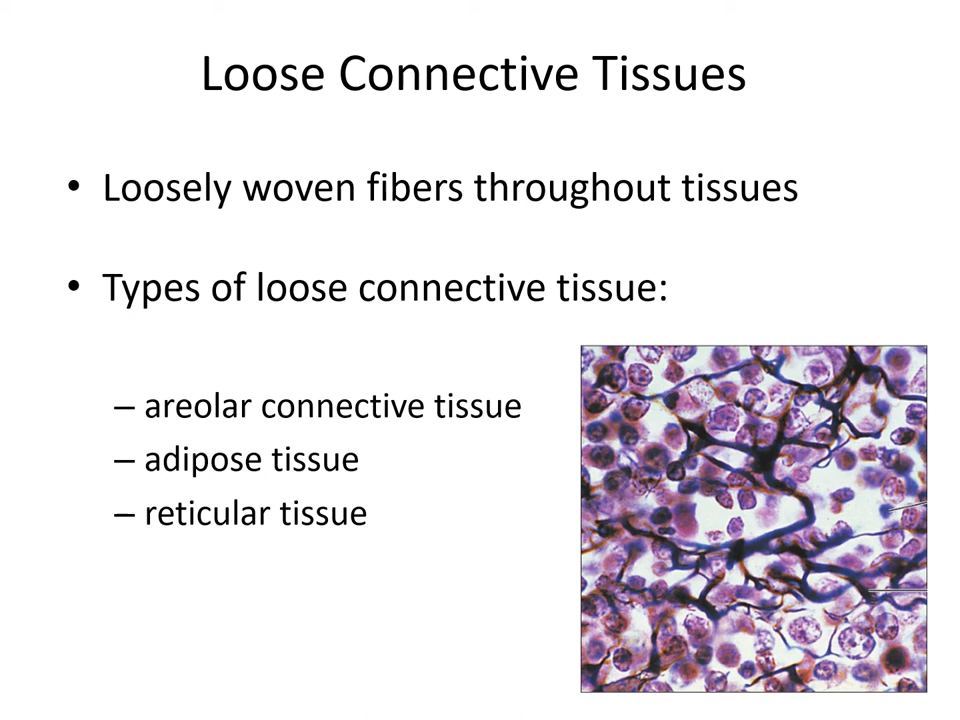 Loose Connective Tissues
• Loosely woven fibers throughout tissues
• Types of loose connective tissue:
– areolar connective tissue
– adipose tissue
– reticular tissue